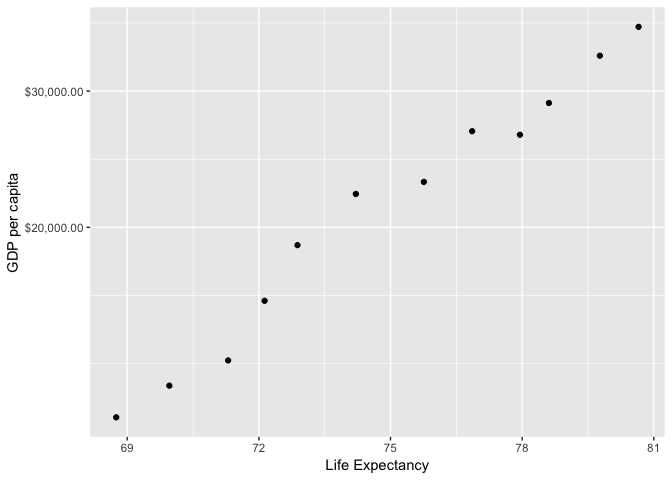 $30,000.00
$20,000.00
GDP per capita
69 72 75 78 81
Life Expectancy